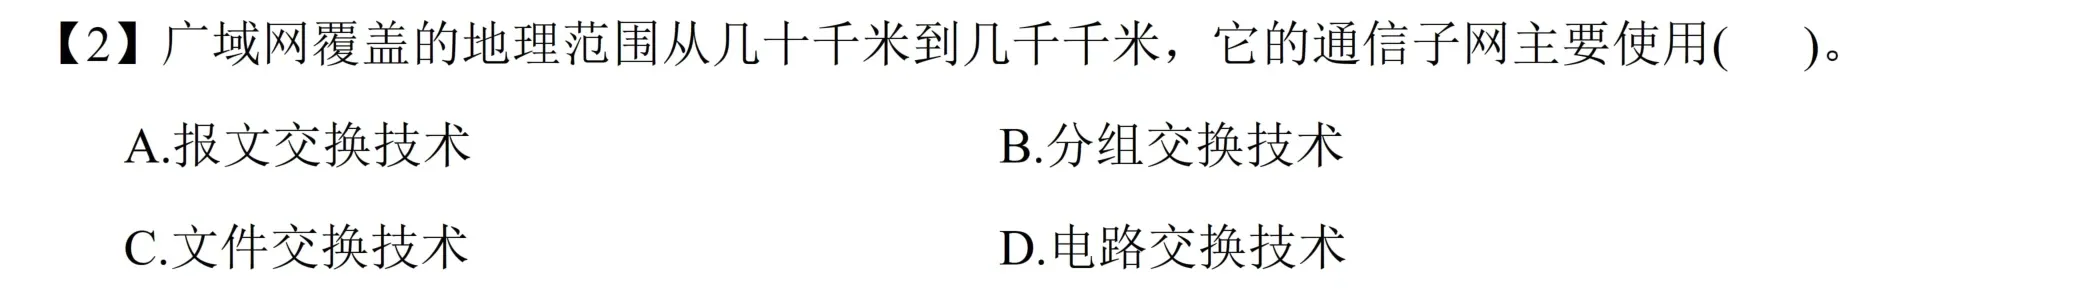 【2】广域网覆盖的地理范围从几十千米到几千千米，它的通信子网主要使用(    )。
A.报文交换技术    B.分组交换技术
C.文件交换技术    D.电路交换技术